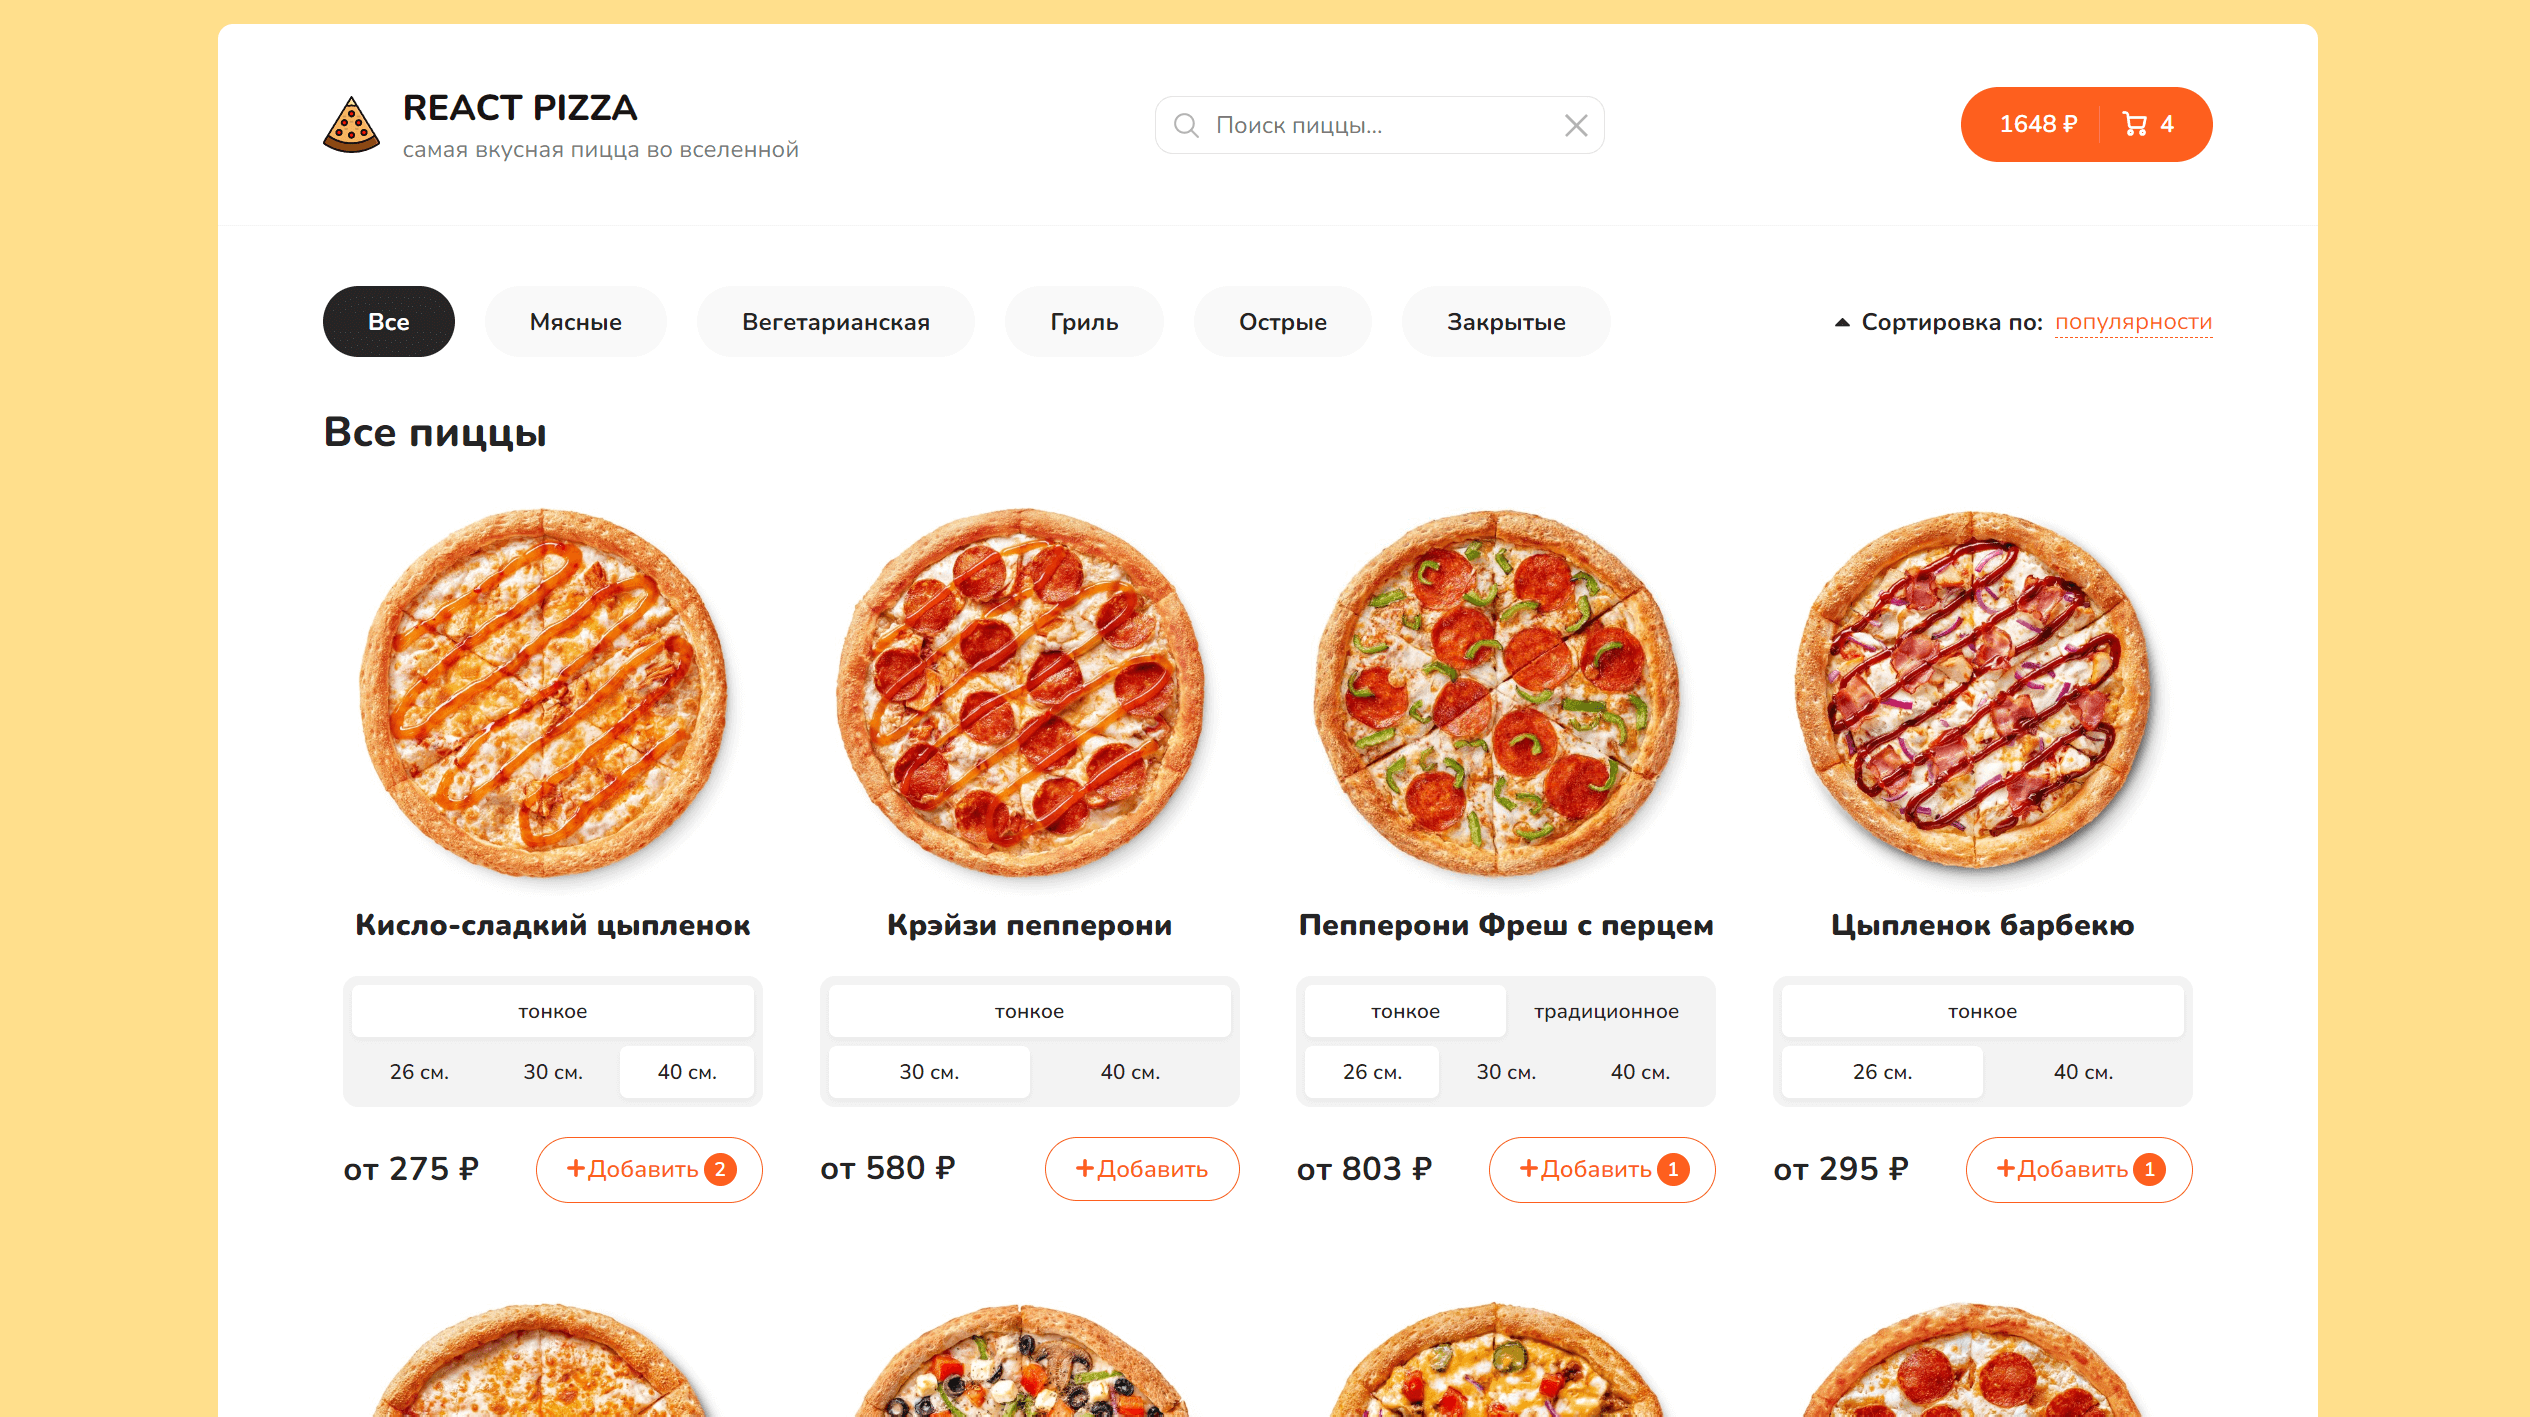 REACT PIZZA
самая вкусная пицца во вселенной
Поиск пиццы...
1648 ₽ 4
Все Мясные Вегетарианская Гриль Острые Закрытые Сортировка по: популярности
Все пиццы
Кисло-сладкий цыпленок Крэйзи пепперони Пепперони Фреш с перцем Цыпленок барбекю
тонкое тонкое тонкое традиционное тонкое
26 см. 30 см. 40 см. 30 см. 40 см. 26 см. 30 см. 40 см. 26 см. 40 см.
от 275 ₽ +Добавить 2 от 580 ₽ +Добавить от 803 ₽ +Добавить 1 от 295 ₽ +Добавить 1